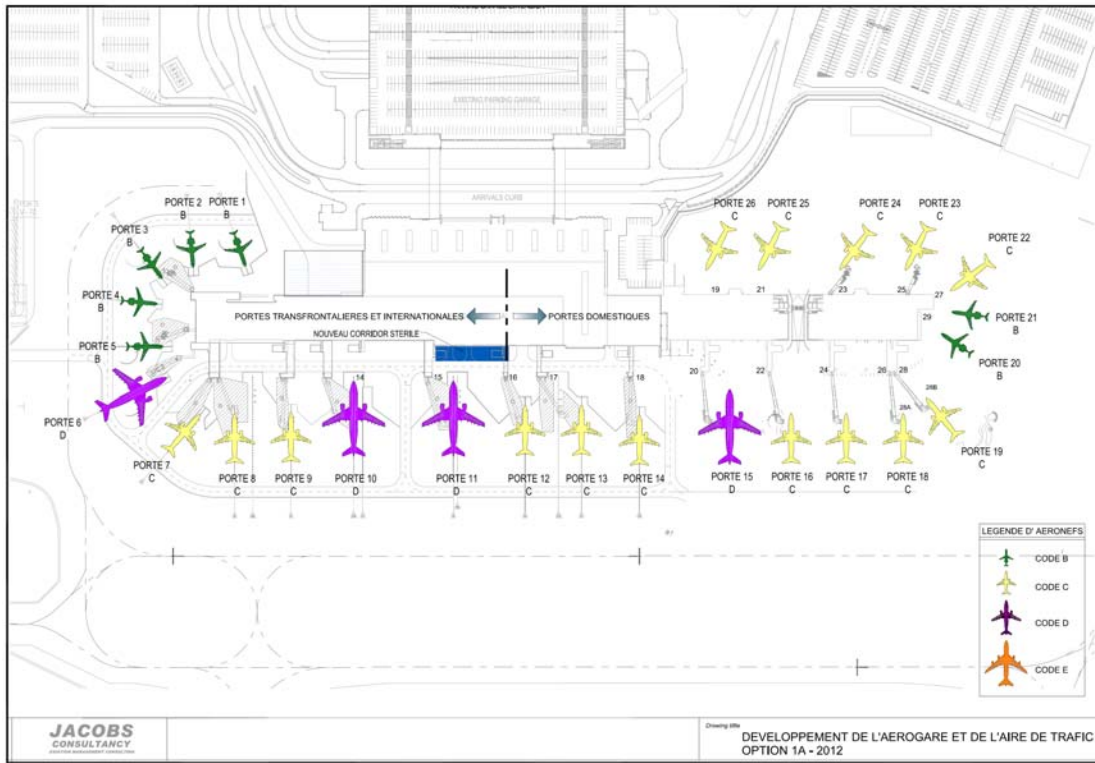 EXISTING PARKING GARAGE
ARRIVALS CURB
PORTE 1
B
PORTE 2
B
PORTE 3
B
PORTE 4
B
PORTE 5
B
PORTE 6
D
PORTE 7
C
PORTE 8
C
PORTE 9
C
PORTE 10
D
PORTE 11
D
PORTE 12
C
PORTE 13
C
PORTE 14
C
PORTE 15
D
PORTE 16
C
PORTE 17
C
PORTE 18
C
PORTE 19
C
PORTE 20
B
PORTE 21
B
PORTE 22
C
PORTE 23
C
PORTE 24
C
PORTE 25
C
PORTE 26
C
19
21
23
25
27
29
PORTES TRANSFRONTALIERES ET INTERNATIONALES
PORTES DOMESTIQUES
NOUVEAU CORRIDOR STERILE
14
15
16
17
18
20
22
24
26
28
28B
28A
LEGENDE D' AERONEFS
CODE B
CODE C
CODE D
CODE E
JACOBS
CONSULTANCY
AVIATION MANAGEMENT CONSULTING
Drawing title
DEVELOPPEMENT DE L'AEROGARE ET DE L'AIRE DE TRAFIC
OPTION 1A - 2012